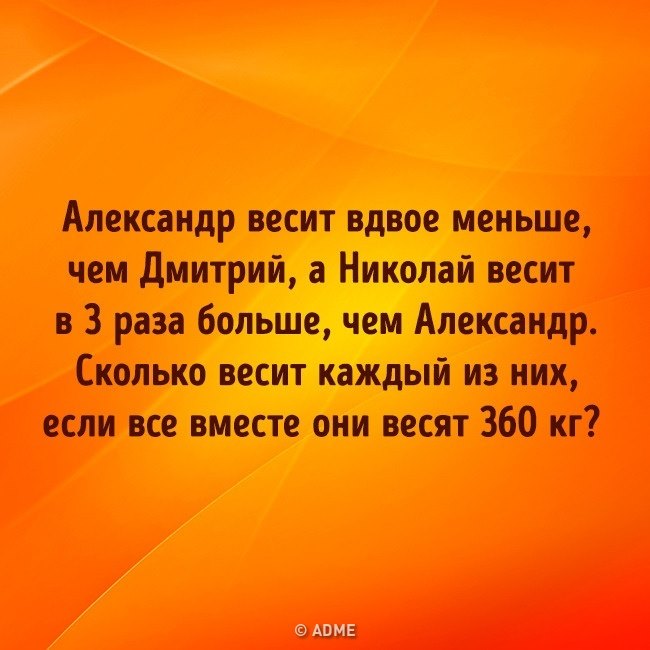 Александр весит вдвое меньше,
чем Дмитрий, а Николай весит
в 3 раза больше, чем Александр.
Сколько весит каждый из них,
если все вместе они весят 360 кг?
© ADME